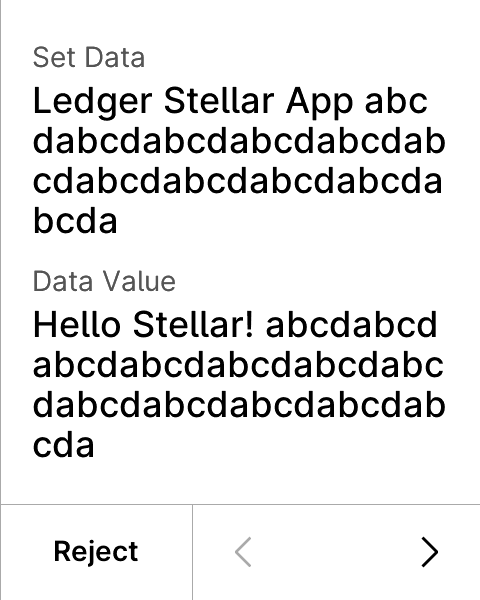 Set Data
Ledger Stellar App abc
dabcdabcdabcdabcdab
cdabcdabcdabcdabcda
bcda
Data Value
Hello Stellar! abcdabcd
abcdabcdabcdabcdabc
dabcdabcdabcdabcdab
cda
Reject